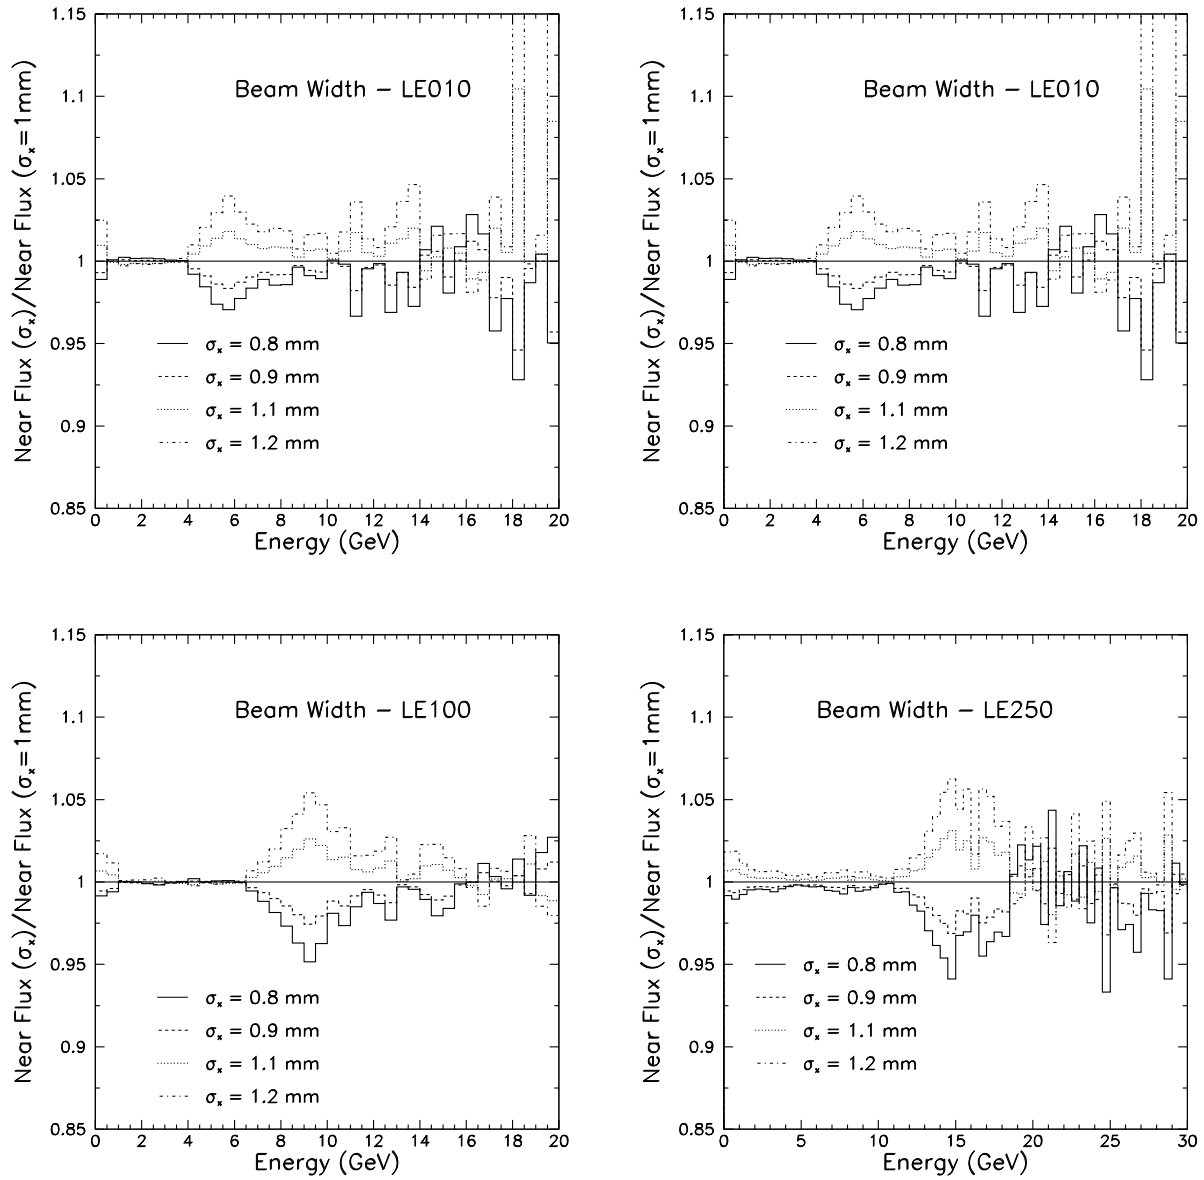 1.15
1.1
1.05
1
0.95
0.9
0.85
Near Flux (σₓ)/Near Flux (σₓ=1mm)
Beam Width – LE010
σₓ = 0.8 mm
σₓ = 0.9 mm
σₓ = 1.1 mm
σₓ = 1.2 mm
0 2 4 6 8 10 12 14 16 18 20
Energy (GeV)
1.15
1.1
1.05
1
0.95
0.9
0.85
Near Flux (σₓ)/Near Flux (σₓ=1mm)
Beam Width – LE010
σₓ = 0.8 mm
σₓ = 0.9 mm
σₓ = 1.1 mm
σₓ = 1.2 mm
0 2 4 6 8 10 12 14 16 18 20
Energy (GeV)
1.15
1.1
1.05
1
0.95
0.9
0.85
Near Flux (σₓ)/Near Flux (σₓ=1mm)
Beam Width – LE100
σₓ = 0.8 mm
σₓ = 0.9 mm
σₓ = 1.1 mm
σₓ = 1.2 mm
0 2 4 6 8 10 12 14 16 18 20
Energy (GeV)
1.15
1.1
1.05
1
0.95
0.9
0.85
Near Flux (σₓ)/Near Flux (σₓ=1mm)
Beam Width – LE250
σₓ = 0.8 mm
σₓ = 0.9 mm
σₓ = 1.1 mm
σₓ = 1.2 mm
0 5 10 15 20 25 30
Energy (GeV)